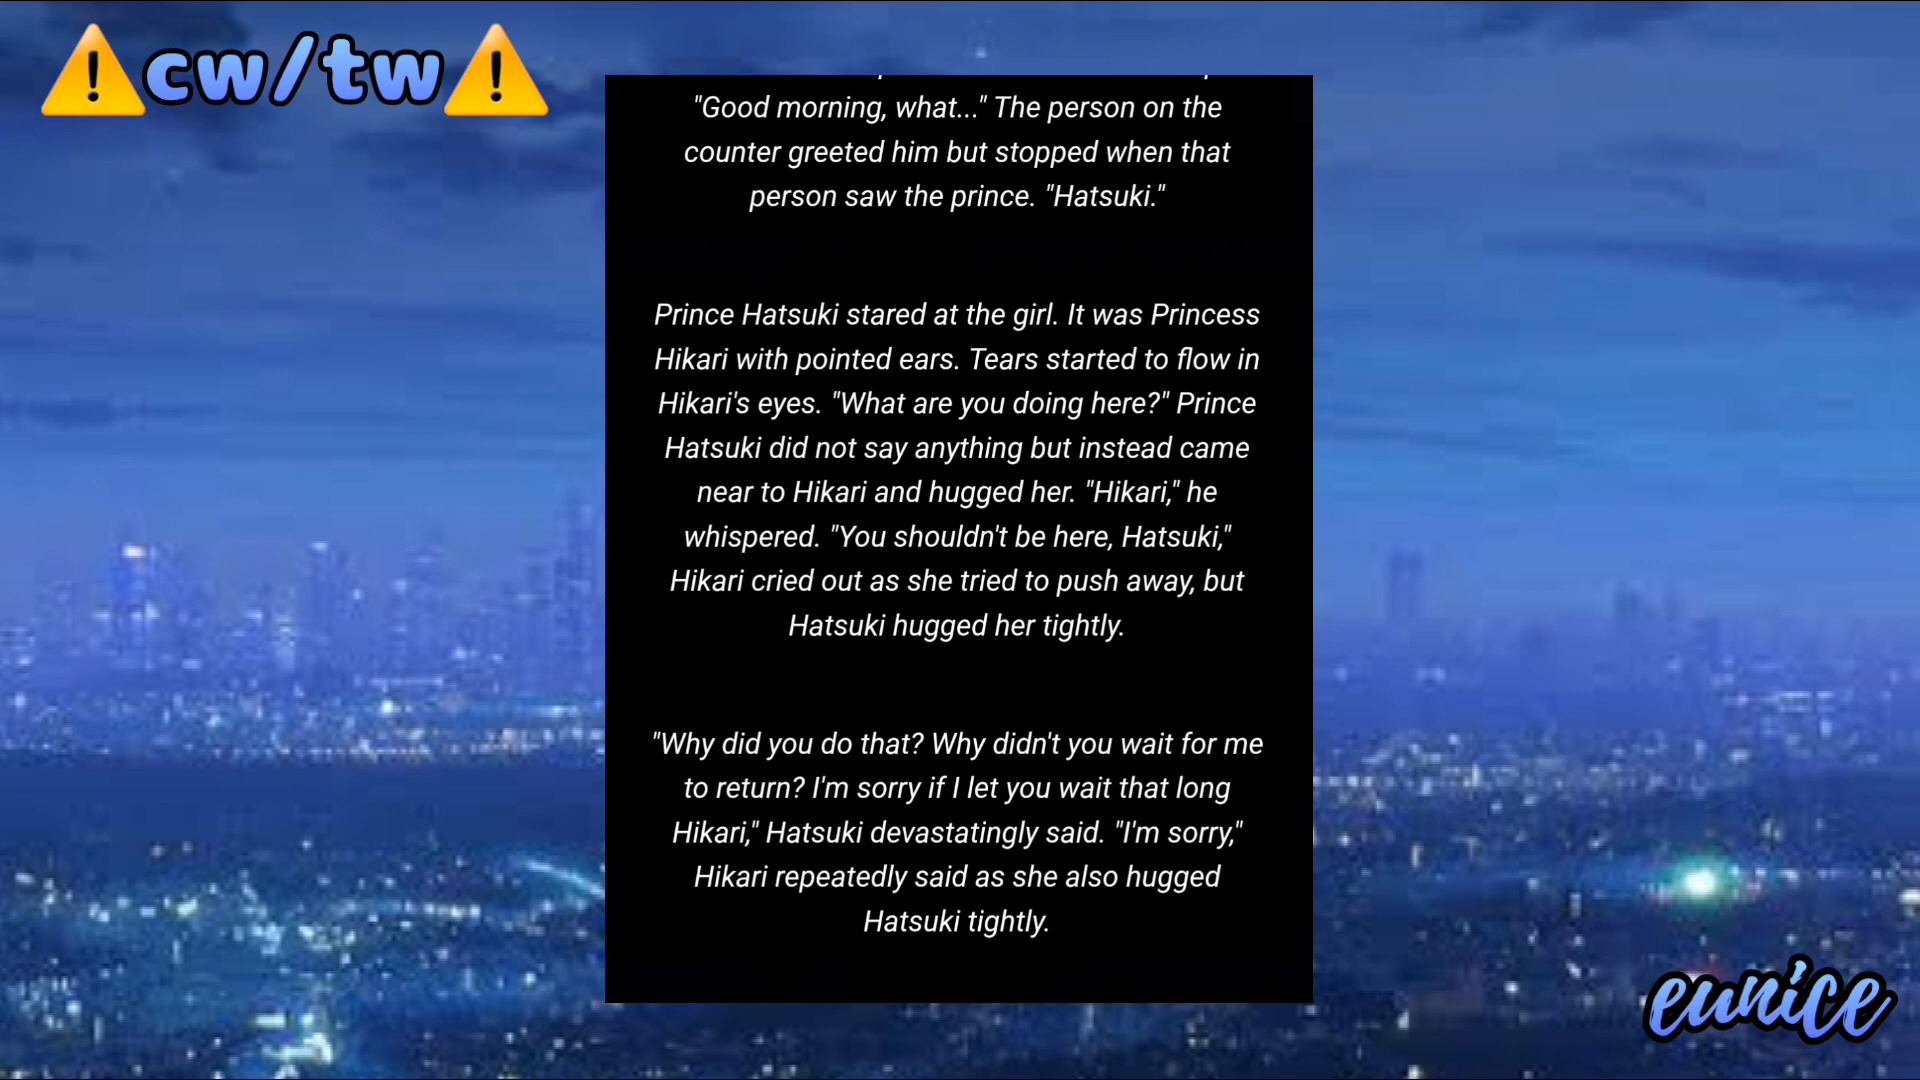 ⚠️cw/tw⚠️
"Good morning, what..." The person on the
counter greeted him but stopped when that
person saw the prince. "Hatsuki."
Prince Hatsuki stared at the girl. It was Princess
Hikari with pointed ears. Tears started to flow in
Hikari's eyes. "What are you doing here?" Prince
Hatsuki did not say anything but instead came
near to Hikari and hugged her. "Hikari," he
whispered. "You shouldn't be here, Hatsuki,"
Hikari cried out as she tried to push away, but
Hatsuki hugged her tightly.
"Why did you do that? Why didn't you wait for me
to return? I'm sorry if I let you wait that long
Hikari," Hatsuki devastatingly said. "I'm sorry,"
Hikari repeatedly said as she also hugged
Hatsuki tightly.
eunice